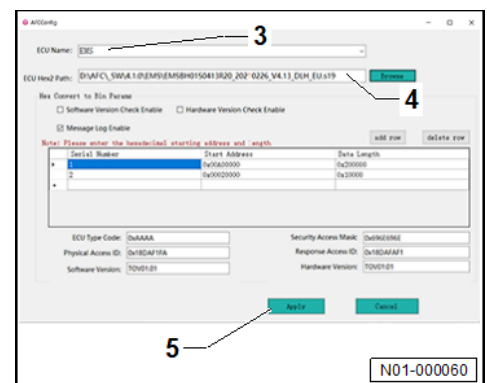 AFCConfig
3
ECU Name: EMS
ECU Hex2 Path: D:\AFC\_SW\4.1.0\EMS\EMSBH0150413R20_202 0226_V4.13_DLH_EU.s19 Browse
4
Hex Convert to Bin Params
Software Version Check Enable Hardware Version Check Enable
Message Log Enable
add row delete row
Note: Please enter the hexadecimal starting address and length
Serial Number Start Address Data Length
1 0x00A00000 0x200000
2 0x00020000 0x10000
ECU Type Code: 0xAAAA Security Access Mask: 0x696E696E
Physical Access ID: 0x18DAF1FA Response Access ID: 0x18DAFAF1
Software Version: TOV01.01 Hardware Version: TOV01.01
Apply Cancel
5
N01-000060